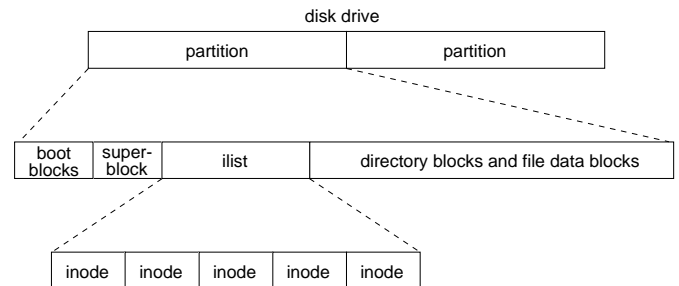 disk drive
partition partition
boot blocks super-block ilist directory blocks and file data blocks
inode inode inode inode inode